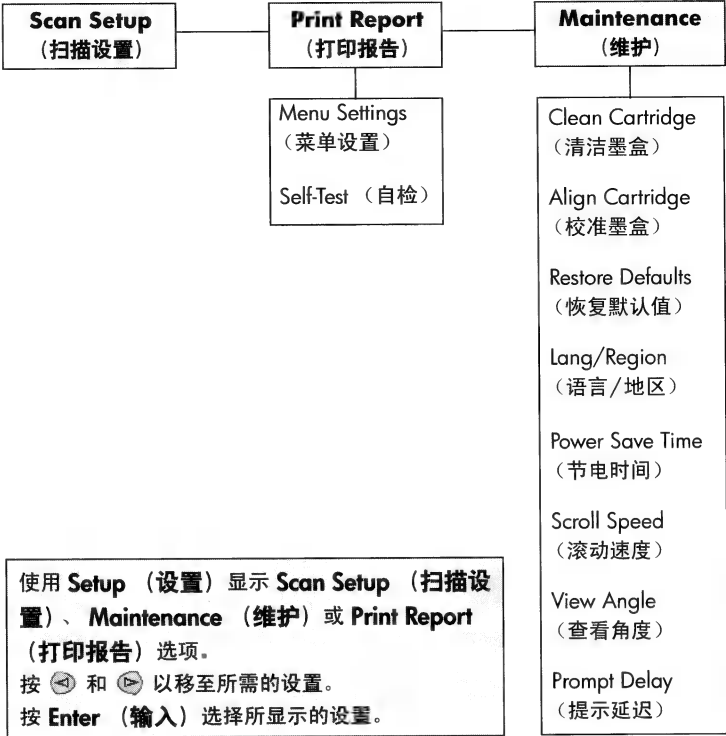 Scan Setup
（扫描设置）
Print Report
（打印报告）
Maintenance
（维护）
Menu Settings
（菜单设置）
Self-Test （自检）
Clean Cartridge
（清洁墨盒）
Align Cartridge
（校准墨盒）
Restore Defaults
（恢复默认值）
Lang/Region
（语言/地区）
Power Save Time
（节电时间）
Scroll Speed
（滚动速度）
View Angle
（查看角度）
Prompt Delay
（提示延迟）
使用 Setup （设置）显示 Scan Setup （扫描设
置）、 Maintenance （维护）或 Print Report
（打印报告）选项。
按 ◁ 和 ▷ 以移至所需的设置。
按 Enter （输入）选择所显示的设置。